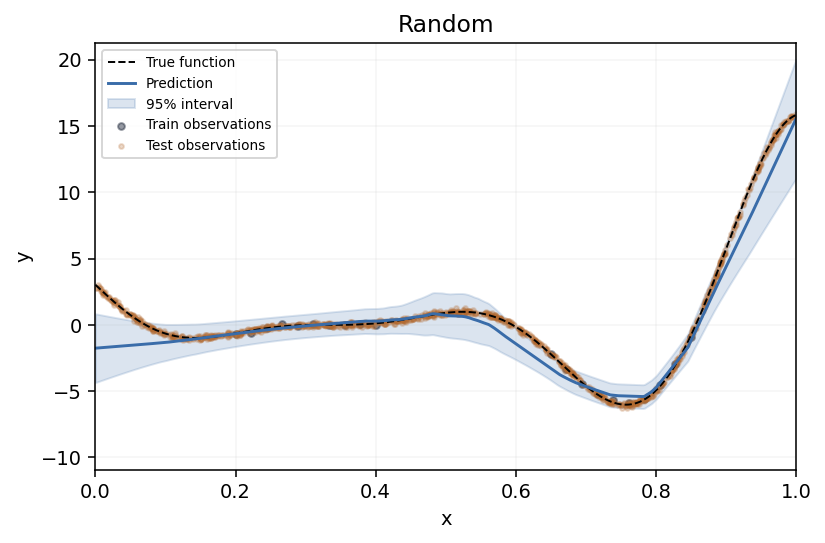 Random
True function
Prediction
95% interval
Train observations
Test observations
20
15
10
5
0
−5
−10
y
0.0 0.2 0.4 0.6 0.8 1.0
x